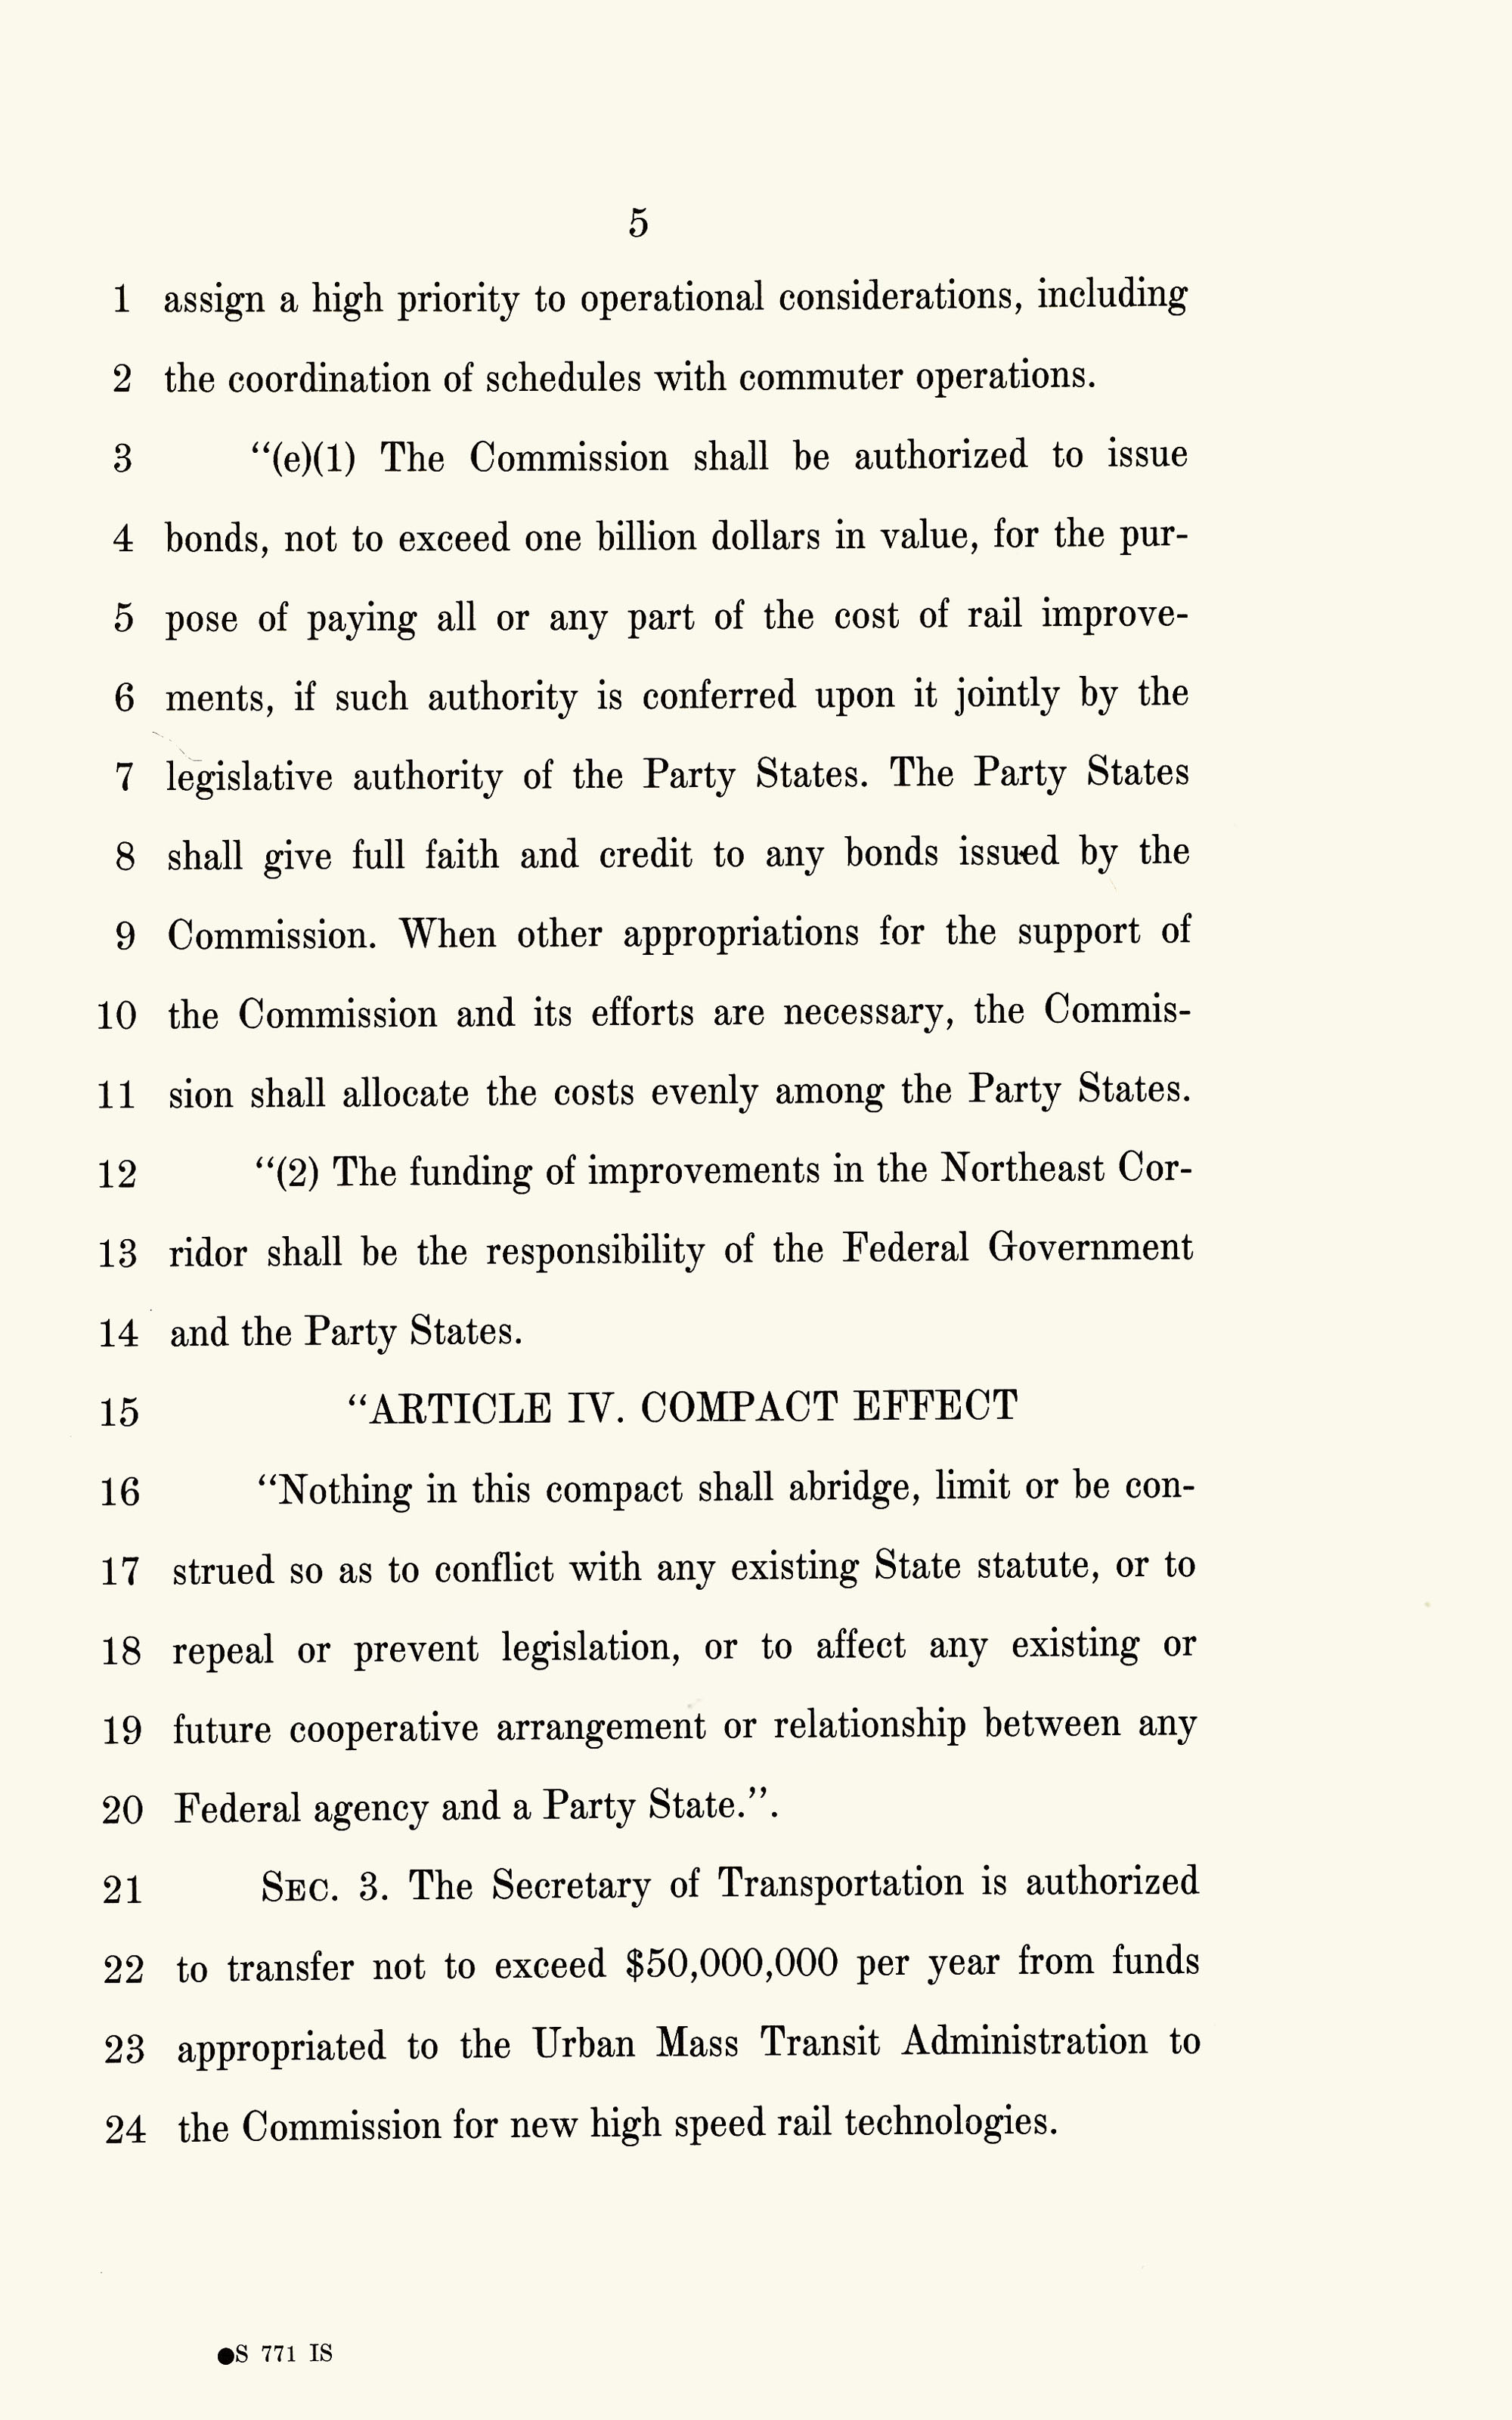 5
1 assign a high priority to operational considerations, including
2 the coordination of schedules with commuter operations.
3 “(e)(1) The Commission shall be authorized to issue
4 bonds, not to exceed one billion dollars in value, for the pur-
5 pose of paying all or any part of the cost of rail improve-
6 ments, if such authority is conferred upon it jointly by the
7 legislative authority of the Party States. The Party States
8 shall give full faith and credit to any bonds issued by the
9 Commission. When other appropriations for the support of
10 the Commission and its efforts are necessary, the Commis-
11 sion shall allocate the costs evenly among the Party States.
12 “(2) The funding of improvements in the Northeast Cor-
13 ridor shall be the responsibility of the Federal Government
14 and the Party States.
15 “ARTICLE IV. COMPACT EFFECT
16 “Nothing in this compact shall abridge, limit or be con-
17 strued so as to conflict with any existing State statute, or to
18 repeal or prevent legislation, or to affect any existing or
19 future cooperative arrangement or relationship between any
20 Federal agency and a Party State.”.
21 SEC. 3. The Secretary of Transportation is authorized
22 to transfer not to exceed $50,000,000 per year from funds
23 appropriated to the Urban Mass Transit Administration to
24 the Commission for new high speed rail technologies.
●S 771 IS